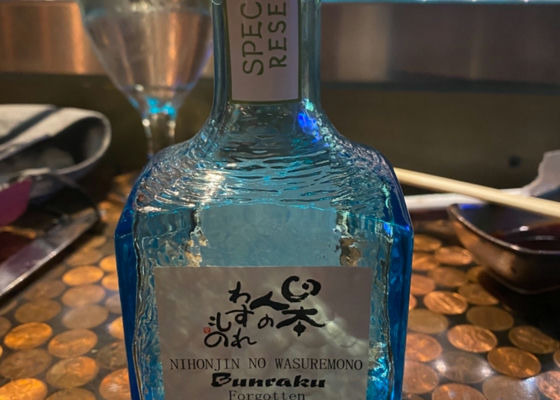 SPEC
RESE
日本
人の
わすれ
もの
NIHONJIN NO WASUREMONO
Bunraku
Forgotten